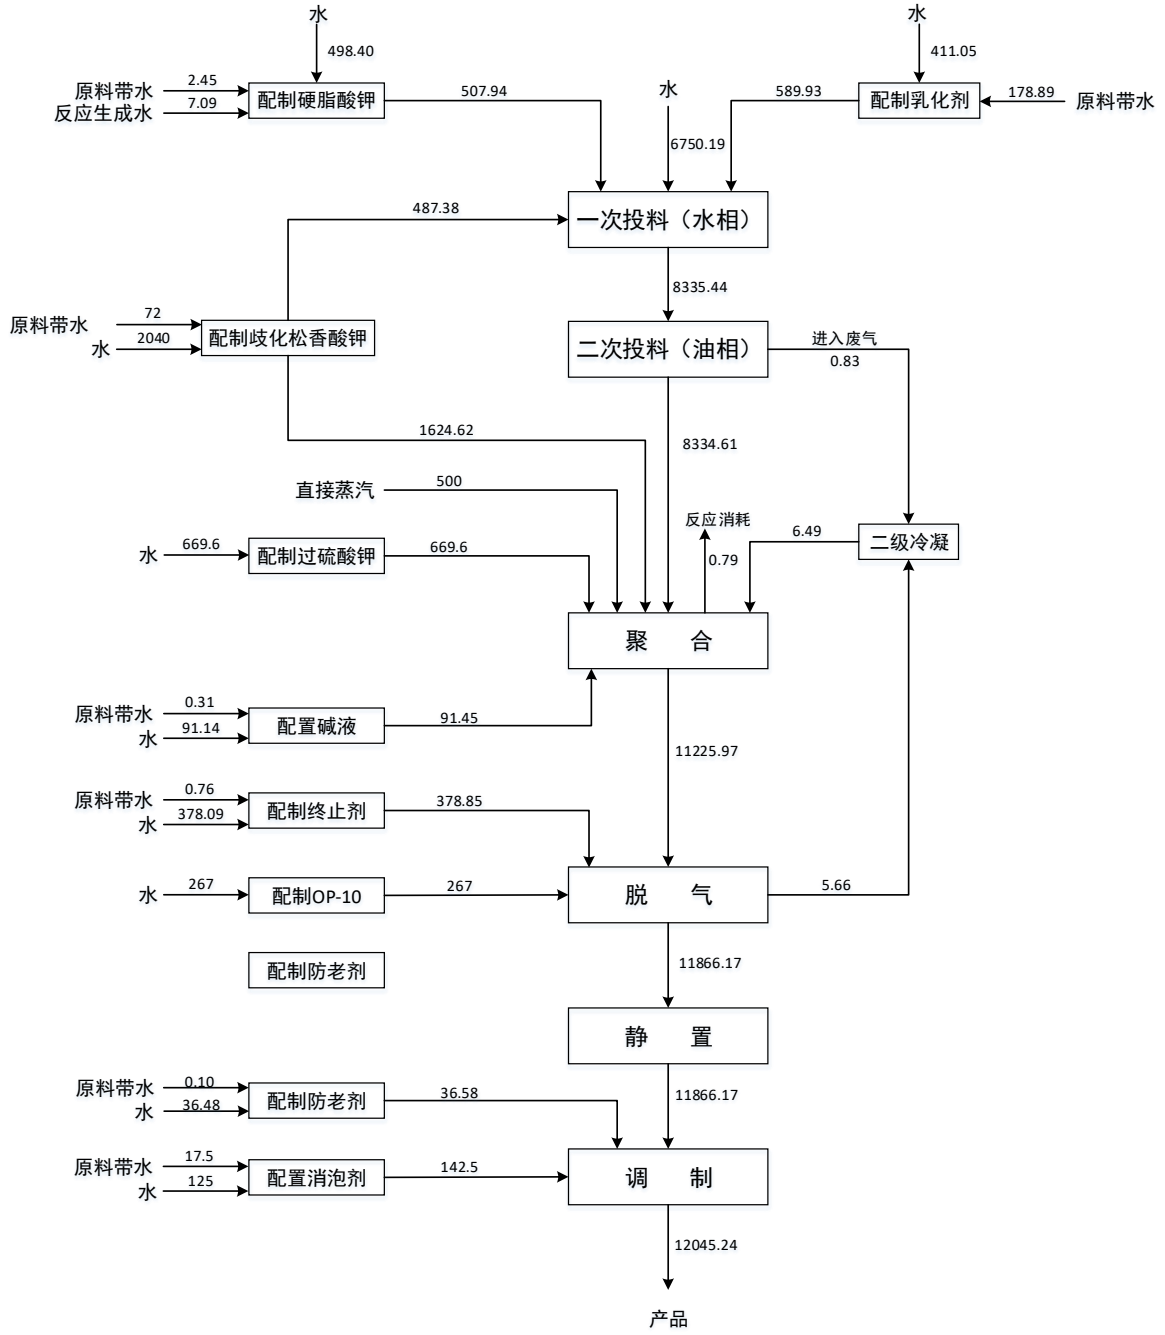 水
水
498.40
411.05
原料带水
2.45
反应生成水
7.09
配制硬脂酸钾
507.94
水
6750.19
589.93
配制乳化剂
178.89
原料带水
487.38
一次投料（水相）
8335.44
原料带水
72
水
2040
配制歧化松香酸钾
二次投料（油相）
进入废气
0.83
1624.62
8334.61
直接蒸汽
500
反应消耗
0.79
6.49
二级冷凝
水
669.6
配制过硫酸钾
669.6
聚 合
原料带水
0.31
水
91.14
配置碱液
91.45
11225.97
原料带水
0.76
水
378.09
配制终止剂
378.85
水
267
配制OP-10
267
脱 气
5.66
11866.17
配制防老剂
静 置
11866.17
原料带水
0.10
水
36.48
配制防老剂
36.58
原料带水
17.5
水
125
配置消泡剂
142.5
调 制
12045.24
产品